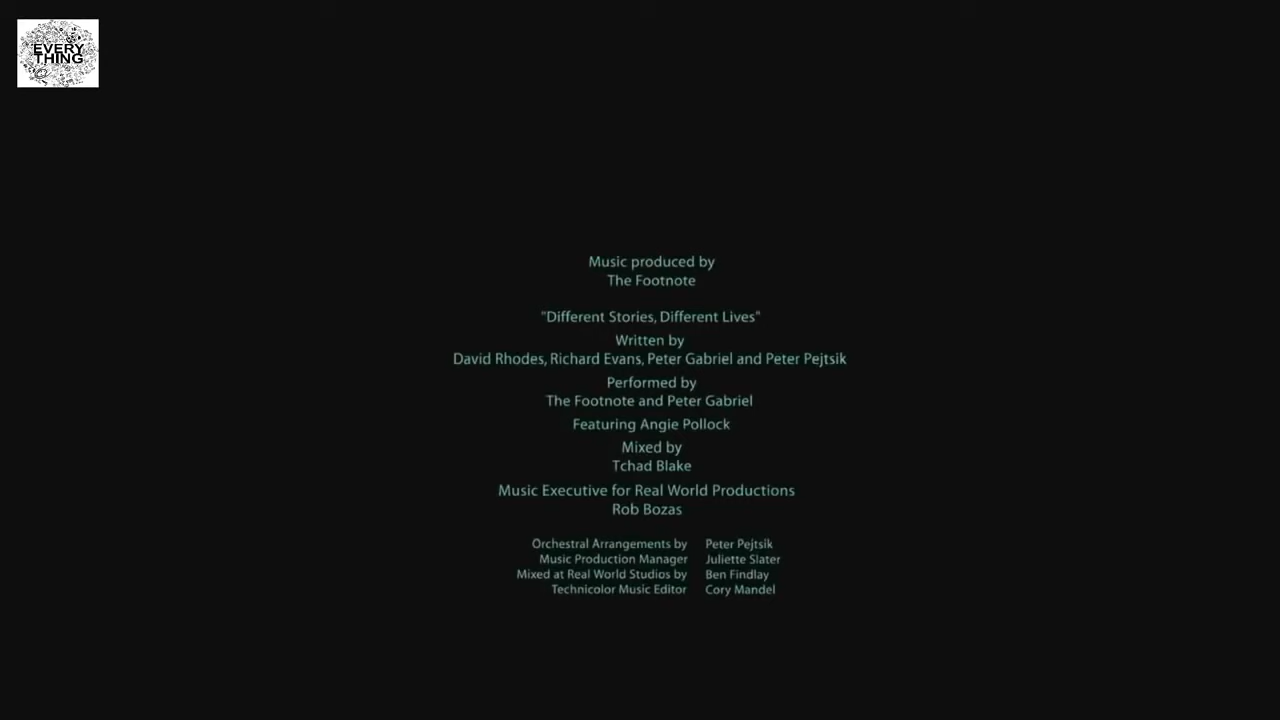 EVERY
THING
Music produced by
The Footnote
"Different Stories, Different Lives"
Written by
David Rhodes, Richard Evans, Peter Gabriel and Peter Pejtsik
Performed by
The Footnote and Peter Gabriel
Featuring Angie Pollock
Mixed by
Tchad Blake
Music Executive for Real World Productions
Rob Bozas
Orchestral Arrangements by Peter Pejtsik
Music Production Manager Juliette Slater
Mixed at Real World Studios by Ben Findlay
Technicolor Music Editor Cory Mandel